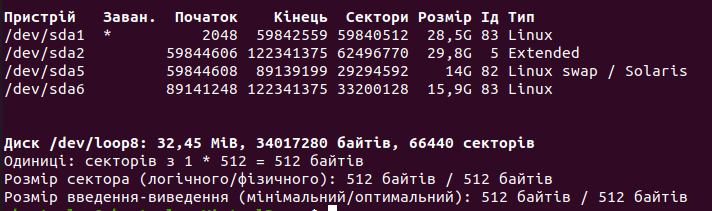 Пристрій Заван. Початок Кінець Сектори Розмір Ід Тип
/dev/sda1 * 2048 59842559 59840512 28,5G 83 Linux
/dev/sda2 59844606 122341375 62496770 29,8G 5 Extended
/dev/sda5 59844608 89139199 29294592 14G 82 Linux swap / Solaris
/dev/sda6 89141248 122341375 33200128 15,9G 83 Linux
Диск /dev/loop8: 32,45 MiB, 34017280 байтів, 66440 секторів
Одиниці: секторів з 1 * 512 = 512 байтів
Розмір сектора (логічного/фізичного): 512 байтів / 512 байтів
Розмір введення-виведення (мінімальний/оптимальний): 512 байтів / 512 байтів